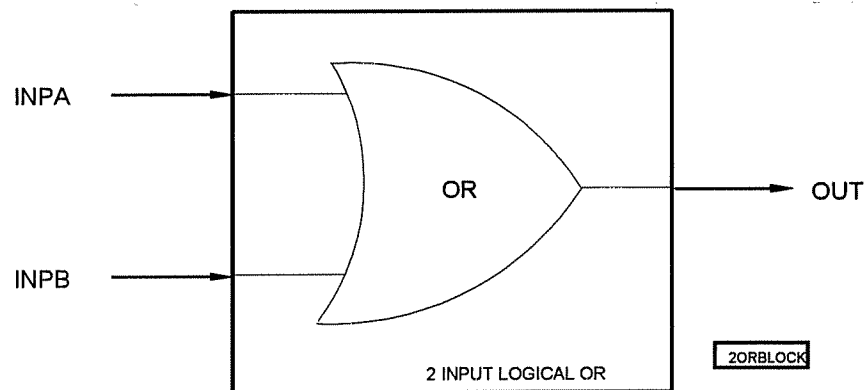 INPA
OR
OUT
INPB
2 INPUT LOGICAL OR
2ORBLOCK